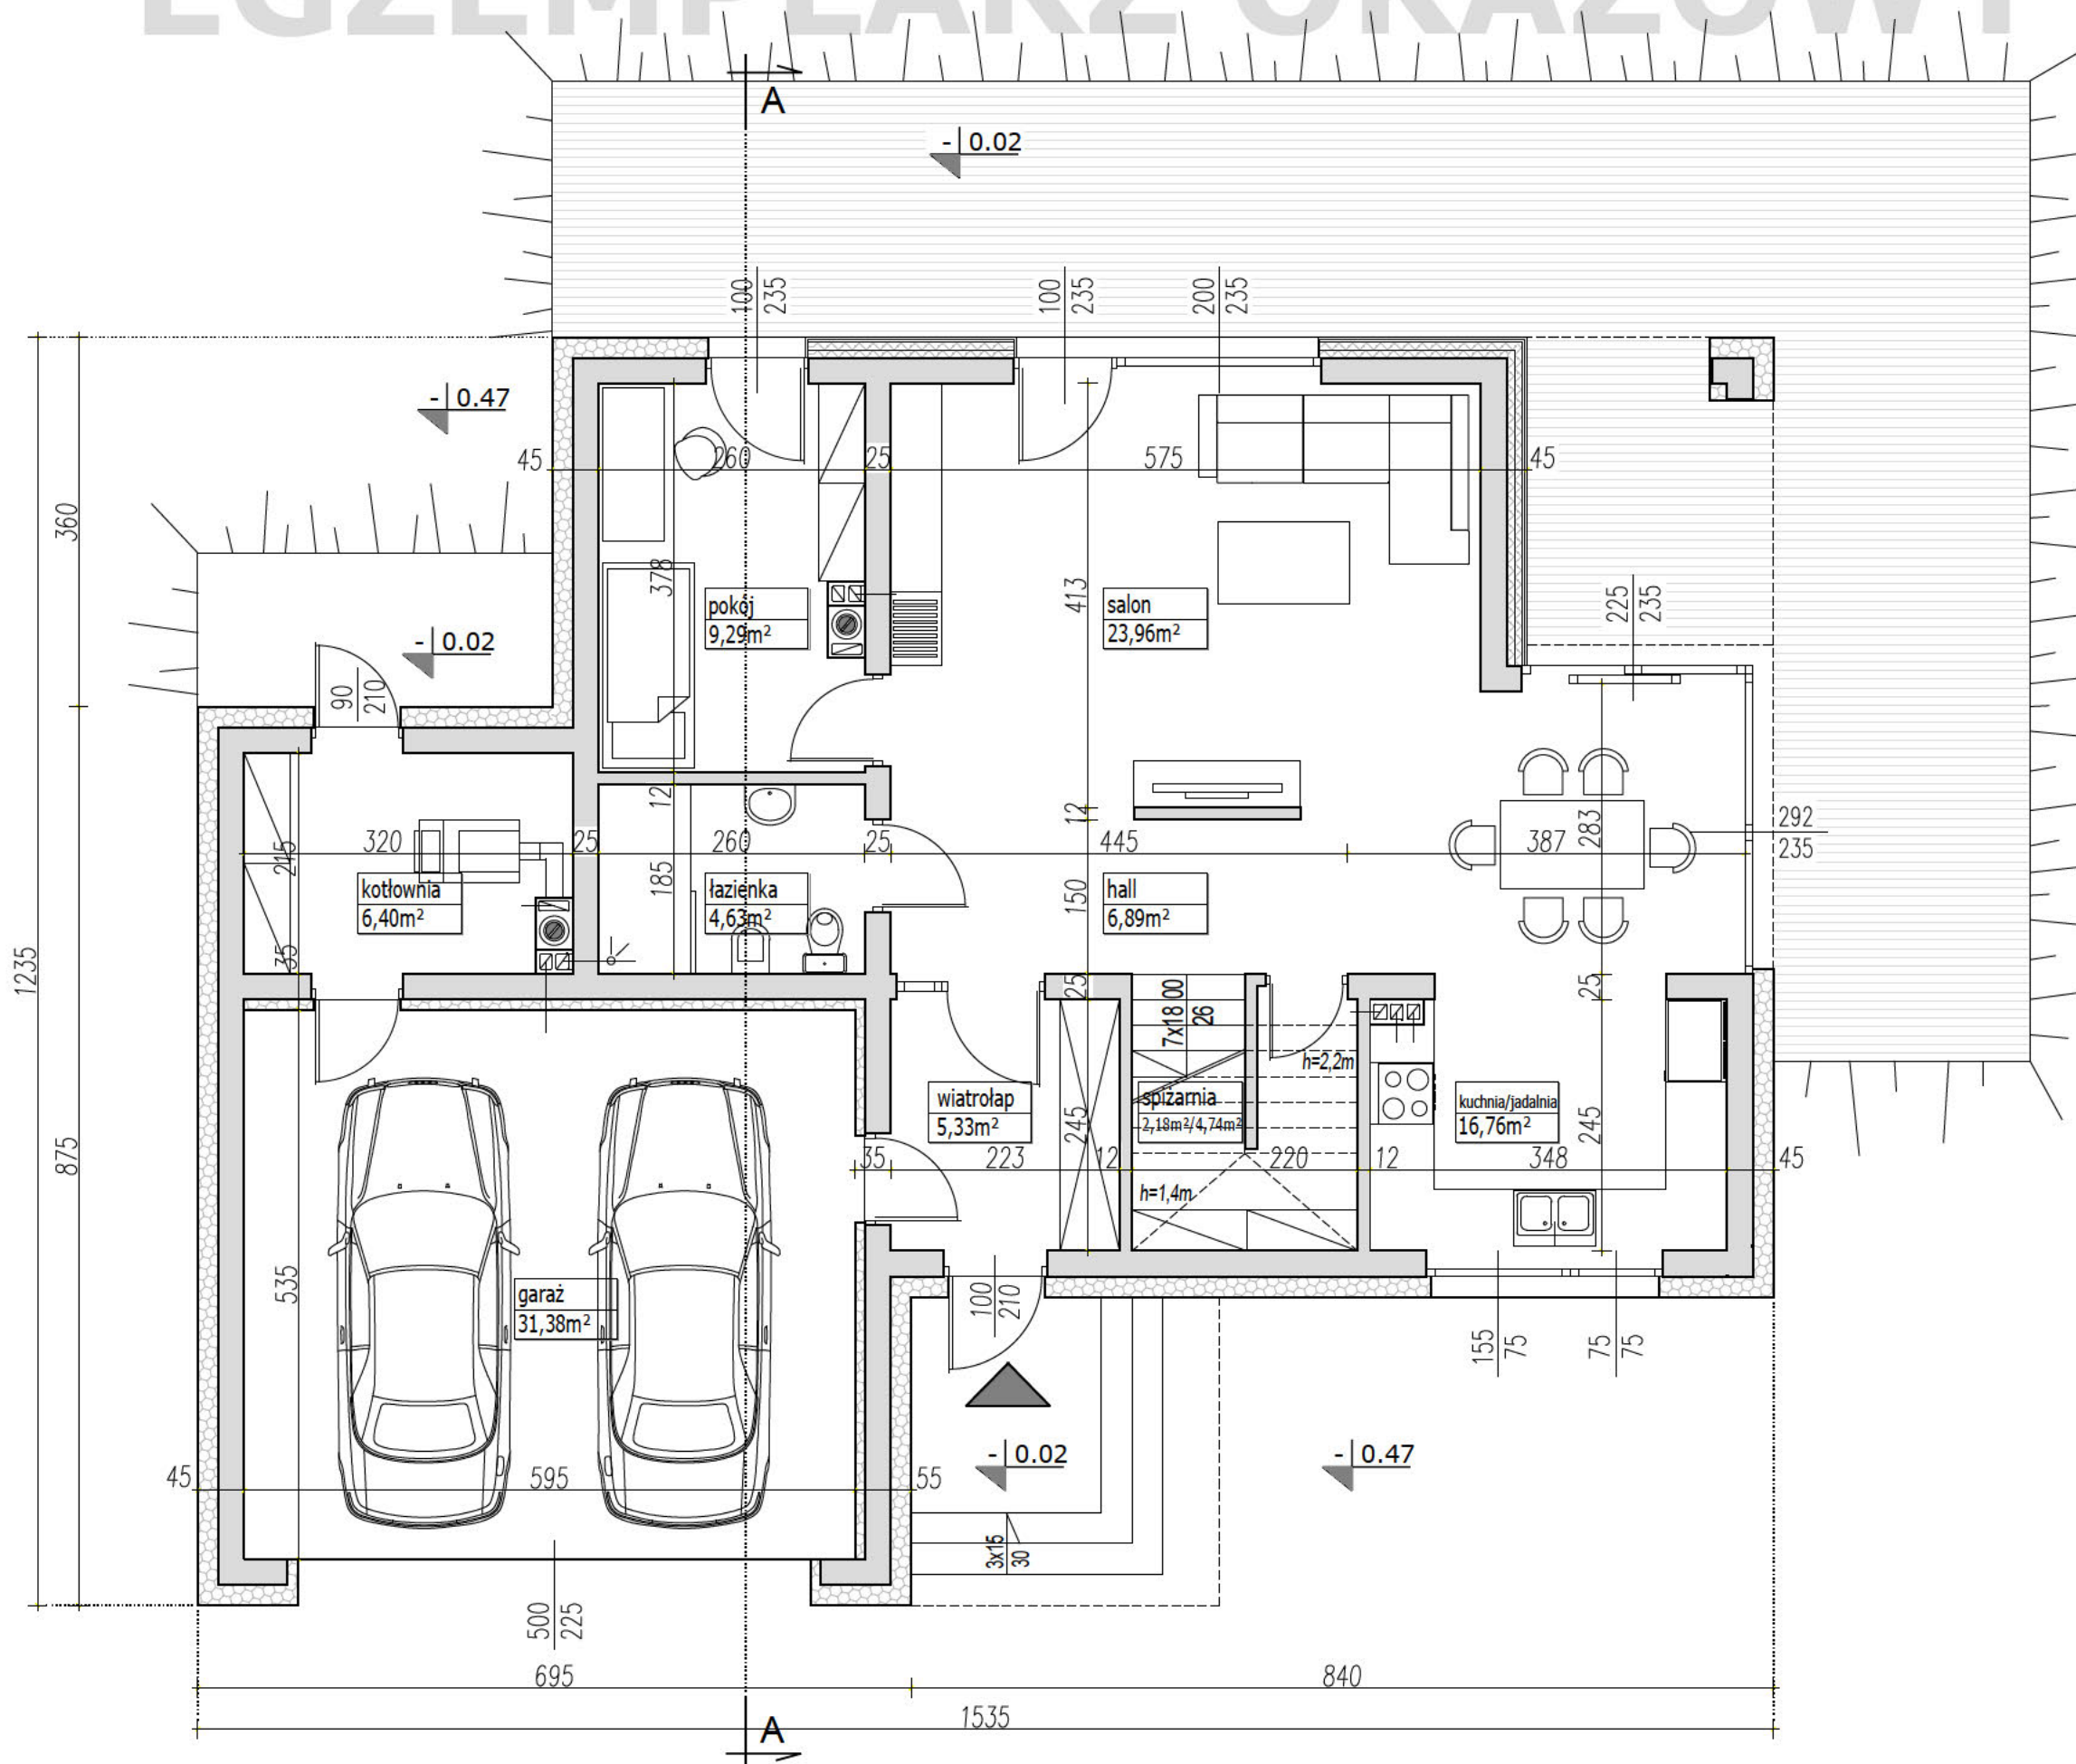 EGZEMPLARZ OKAZOWY
A
- 0.02
100
235
100
235
200
235
- 0.47
45
260
25
575
45
360
378
413
pokój
9,29m²
salon
23,96m²
225
235
- 0.02
90
210
12
12
292
235
320
25
260
25
445
387
283
215
185
150
kotłownia
6,40m²
łazienka
4,63m²
hall
6,89m²
1235
35
25
7x18 00
26
25
h=2,2m
wiatrołap
5,33m²
spiżarnia
2,18m²/4,74m²
kuchnia/jadalnia
16,76m²
245
245
875
35
223
12
220
12
348
45
h=1,4m
535
garaż
31,38m²
100
210
155
75
75
75
- 0.02
- 0.47
45
595
55
3x15
30
500
225
695
840
1535
A